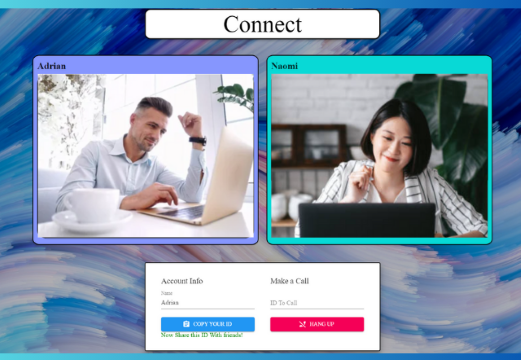 Connect
Adrian
Naomi
Account Info
Make a Call
Name
Adrian
ID To Call
COPY YOUR ID
HANG UP
Now Share this ID With friends!